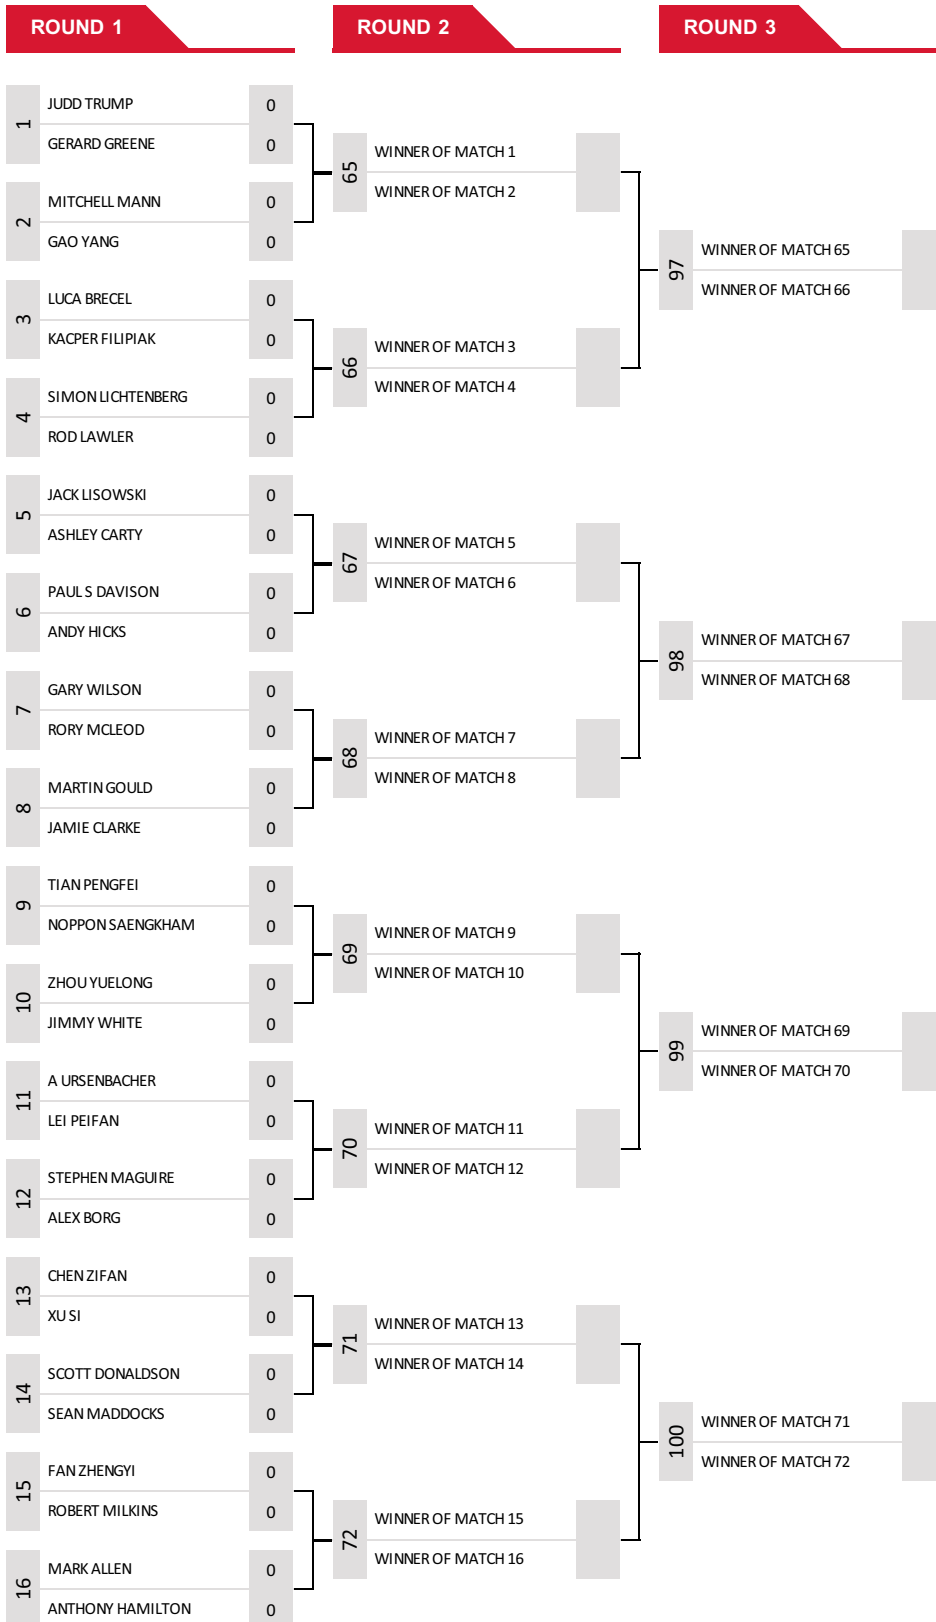 ROUND 1
ROUND 2
ROUND 3
1
JUDD TRUMP 0
GERARD GREENE 0
2
MITCHELL MANN 0
GAO YANG 0
3
LUCA BRECEL 0
KACPER FILIPIAK 0
4
SIMON LICHTENBERG 0
ROD LAWLER 0
5
JACK LISOWSKI 0
ASHLEY CARTY 0
6
PAUL S DAVISON 0
ANDY HICKS 0
7
GARY WILSON 0
RORY MCLEOD 0
8
MARTIN GOULD 0
JAMIE CLARKE 0
9
TIAN PENGFEI 0
NOPPON SAENGKHAM 0
10
ZHOU YUELONG 0
JIMMY WHITE 0
11
A URSENBACHER 0
LEI PEIFAN 0
12
STEPHEN MAGUIRE 0
ALEX BORG 0
13
CHEN ZIFAN 0
XU SI 0
14
SCOTT DONALDSON 0
SEAN MADDOCKS 0
15
FAN ZHENGYI 0
ROBERT MILKINS 0
16
MARK ALLEN 0
ANTHONY HAMILTON 0
65
WINNER OF MATCH 1
WINNER OF MATCH 2
66
WINNER OF MATCH 3
WINNER OF MATCH 4
67
WINNER OF MATCH 5
WINNER OF MATCH 6
68
WINNER OF MATCH 7
WINNER OF MATCH 8
69
WINNER OF MATCH 9
WINNER OF MATCH 10
70
WINNER OF MATCH 11
WINNER OF MATCH 12
71
WINNER OF MATCH 13
WINNER OF MATCH 14
72
WINNER OF MATCH 15
WINNER OF MATCH 16
97
WINNER OF MATCH 65
WINNER OF MATCH 66
98
WINNER OF MATCH 67
WINNER OF MATCH 68
99
WINNER OF MATCH 69
WINNER OF MATCH 70
100
WINNER OF MATCH 71
WINNER OF MATCH 72